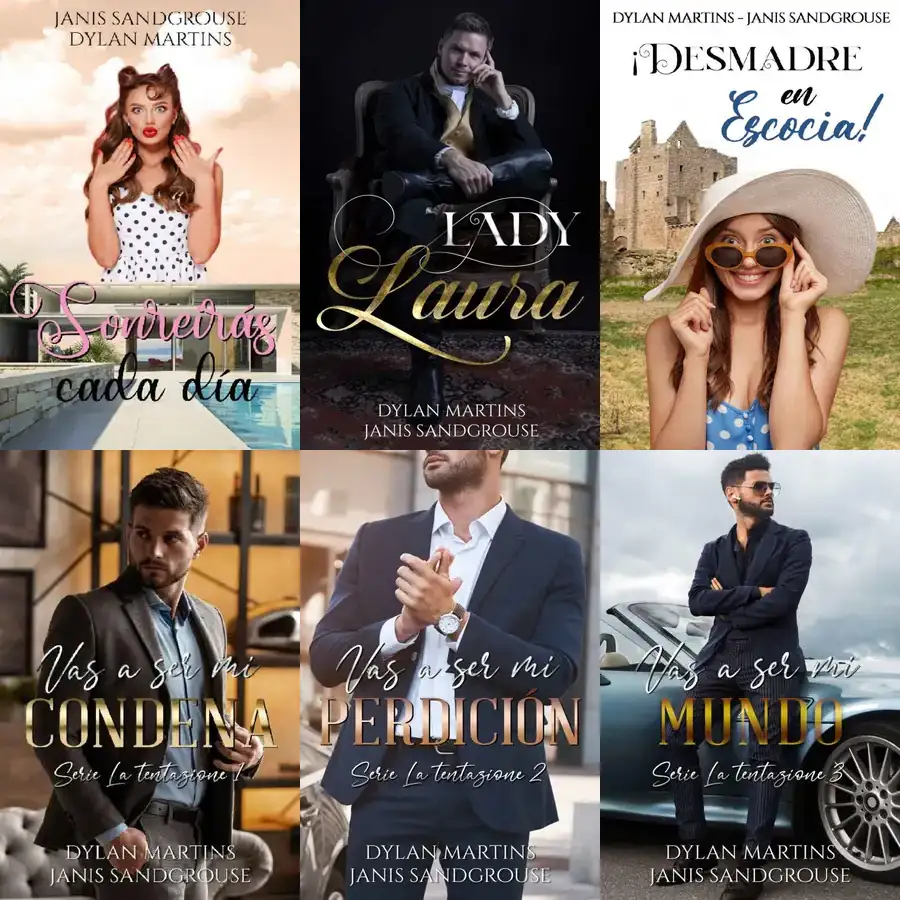 JANIS SANDGROUSE
DYLAN MARTINS
Sonreirás
cada día
LADY
Laura
DYLAN MARTINS
JANIS SANDGROUSE
DYLAN MARTINS - JANIS SANDGROUSE
¡DESMADRE
en
Escocia!
Vas a ser mi
CONDENA
Serie La tentazione 1
DYLAN MARTINS
JANIS SANDGROUSE
Vas a ser mi
PERDICIÓN
Serie La tentazione 2
DYLAN MARTINS
JANIS SANDGROUSE
Vas a ser mi
MUNDO
Serie La tentazione 3
DYLAN MARTINS
JANIS SANDGROUSE